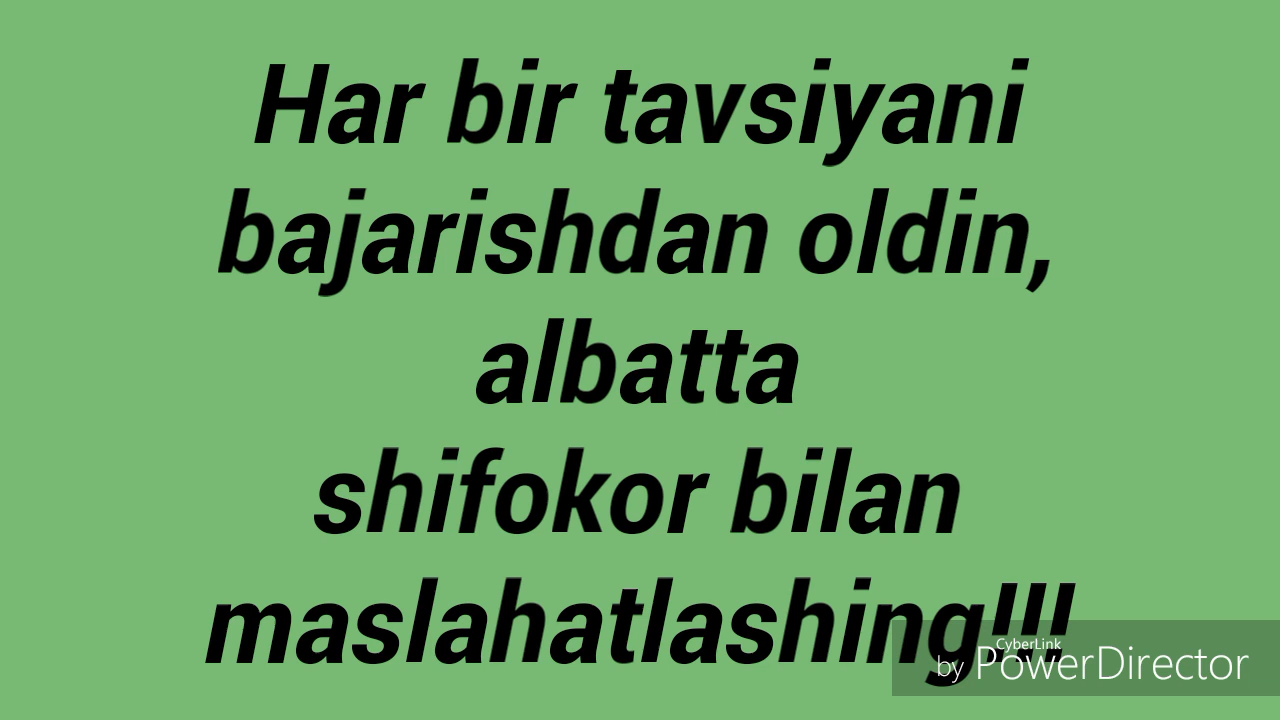 Har bir tavsiyani
bajarishdan oldin,
albatta
shifokor bilan
maslahatlashing!!!
CyberLink
by PowerDirector